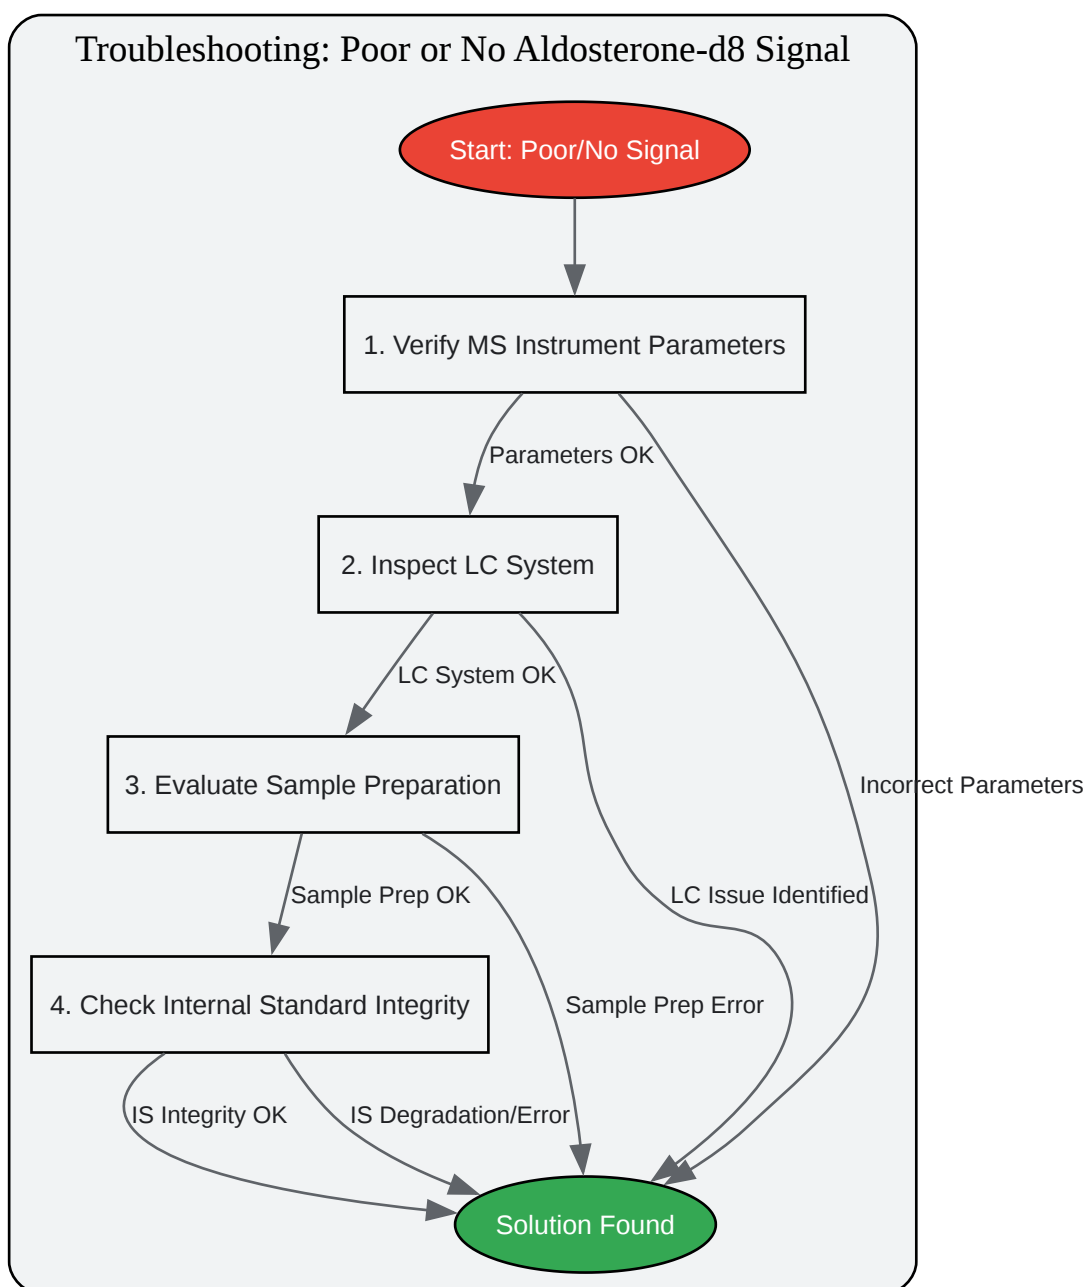 Troubleshooting: Poor or No Aldosterone-d8 Signal
Start: Poor/No Signal
1. Verify MS Instrument Parameters
Parameters OK
2. Inspect LC System
LC System OK
3. Evaluate Sample Preparation
Incorrect Parameters
Sample Prep OK
LC Issue Identified
4. Check Internal Standard Integrity
Sample Prep Error
IS Integrity OK
IS Degradation/Error
Solution Found